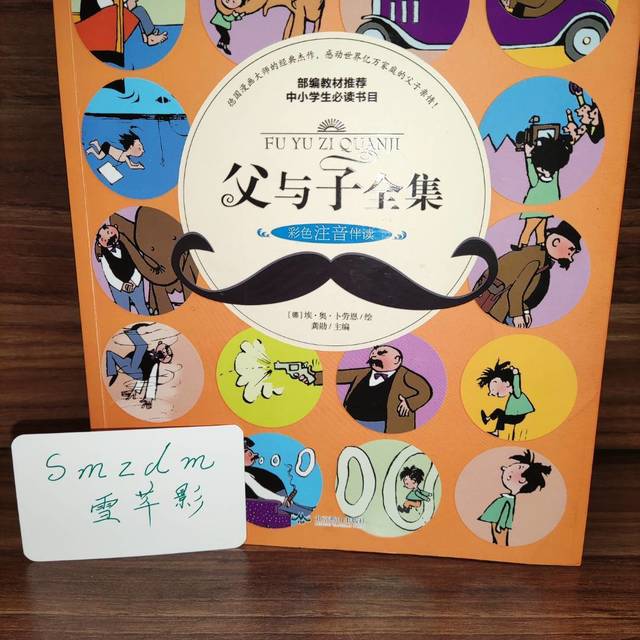 德国漫画大师的经典杰作，感动世界亿万家庭的父子亲情！
部编教材推荐
中小学生必读书目
FU YU ZI QUANJI
父与子全集
彩色注音伴读
［德］埃·奥·卜劳恩/绘
龚勋/主编
smzdm
雪芊影